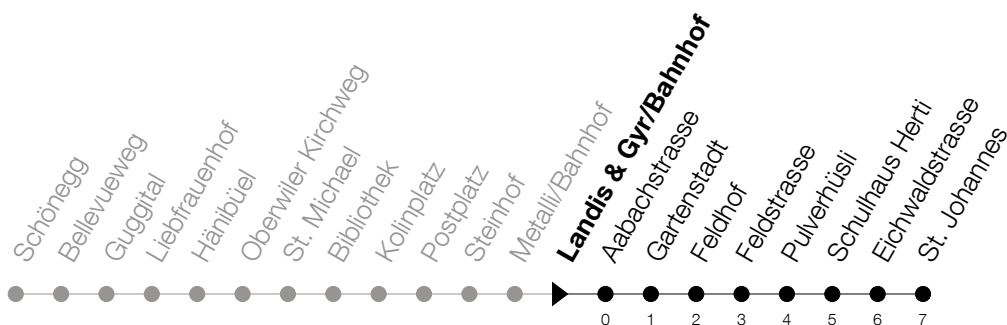 Schönegg
Bellevueweg
Guggital
Liebfrauenhof
Hänibüel
Oberwiler Kirchweg
St. Michael
Bibliothek
Kolinplatz
Postplatz
Steinhof
Metalli/Bahnhof
Landis & Gyr/Bahnhof
Aabachstrasse
Gartenstadt
Feldhof
Feldstrasse
Pulverhüsli
Schulhaus Herti
Eichwaldstrasse
St. Johannes
0 1 2 3 4 5 6 7